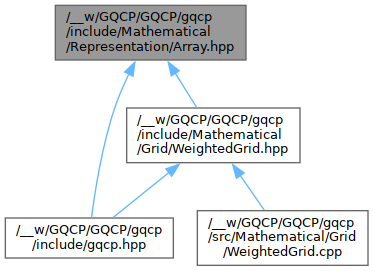 /__w/GQCP/GQCP/gqcp
/include/Mathematical
/Representation/Array.hpp
/__w/GQCP/GQCP/gqcp
/include/Mathematical
/Grid/WeightedGrid.hpp
/__w/GQCP/GQCP/gqcp
/include/gqcp.hpp
/__w/GQCP/GQCP/gqcp
/src/Mathematical/Grid
/WeightedGrid.cpp